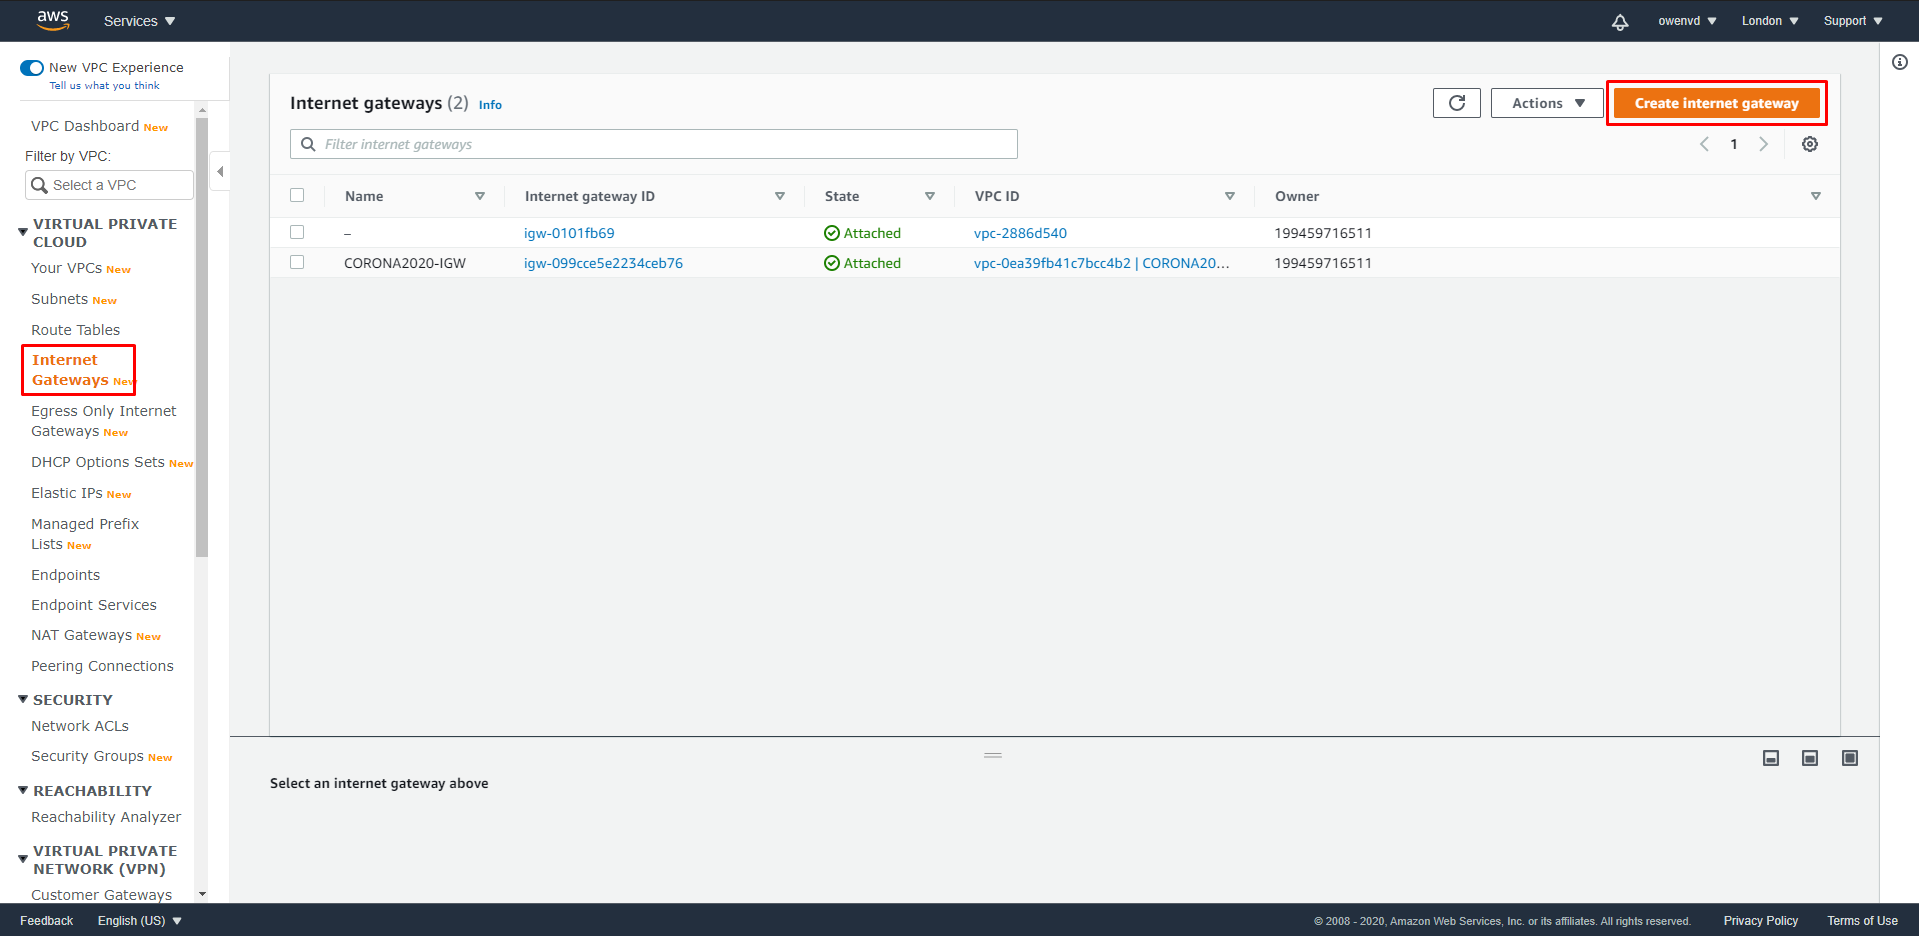 aws
Services
owenvd
London
Support
New VPC Experience
Tell us what you think
VPC Dashboard New
Filter by VPC:
Select a VPC
VIRTUAL PRIVATE
CLOUD
Your VPCs New
Subnets New
Route Tables
Internet
Gateways New
Egress Only Internet
Gateways New
DHCP Options Sets New
Elastic IPs New
Managed Prefix
Lists New
Endpoints
Endpoint Services
NAT Gateways New
Peering Connections
SECURITY
Network ACLs
Security Groups New
REACHABILITY
Reachability Analyzer
VIRTUAL PRIVATE
NETWORK (VPN)
Customer Gateways
Internet gateways (2) Info
Actions
Create internet gateway
Filter internet gateways
1
Name Internet gateway ID State VPC ID Owner
– igw-0101fb69 Attached vpc-2886d540 199459716511
CORONA2020-IGW igw-099cce5e2234ceb76 Attached vpc-0ea39fb41c7bcc4b2 | CORONA20... 199459716511
Select an internet gateway above
Feedback
English (US)
© 2008 - 2020, Amazon Web Services, Inc. or its affiliates. All rights reserved.
Privacy Policy
Terms of Use